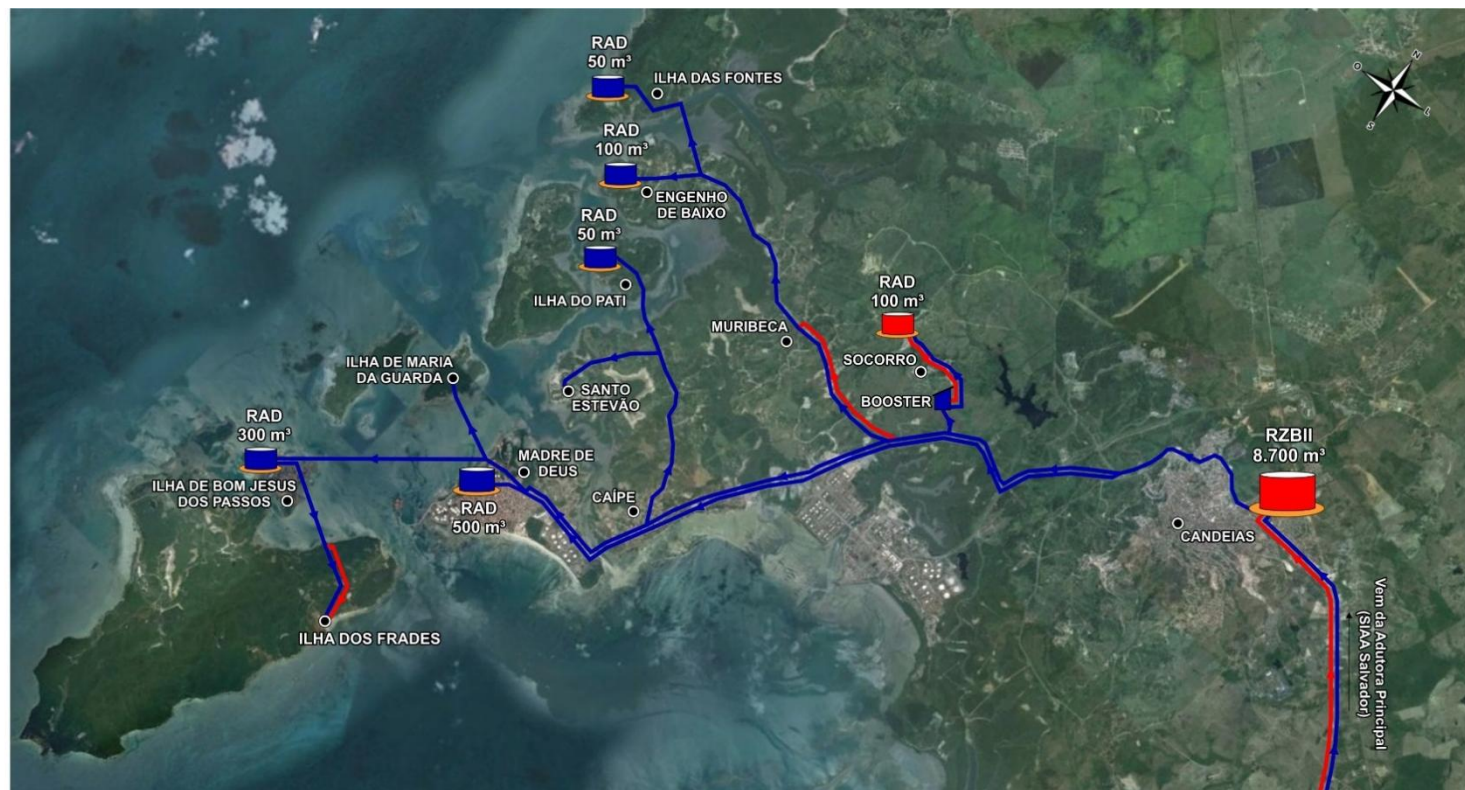 RAD
50 m³
ILHA DAS FONTES
N
O
L
S
RAD
100 m³
ENGENHO
DE BAIXO
RAD
50 m³
ILHA DO PATI
RAD
100 m³
MURIBECA
SOCORRO
BOOSTER
ILHA DE MARIA
DA GUARDA
SANTO
ESTEVÃO
RAD
300 m³
MADRE DE
DEUS
RZBII
8.700 m³
ILHA DE BOM JESUS
DOS PASSOS
RAD
500 m³
CAÍPE
CANDEIAS
Vem da Adutora Principal
(SIAA Salvador)
ILHA DOS FRADES